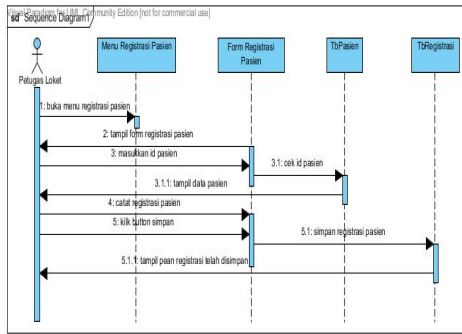 Visual Paradigm for UML Community Edition [not for commercial use]
sd Sequence Diagram1
Petugas Loket
Menu Registrasi Pasien
Form Registrasi
Pasien
TbPasien
TbRegistrasi
1: buka menu registrasi pasien
2: tampil form registrasi pasien
3: masukkan id pasien
3.1: cek id pasien
3.1.1: tampil data pasien
4: catat registrasi pasien
5: kilk button simpan
5.1: simpan registrasi pasien
5.1.1: tampil pean registrasi telah disimpan